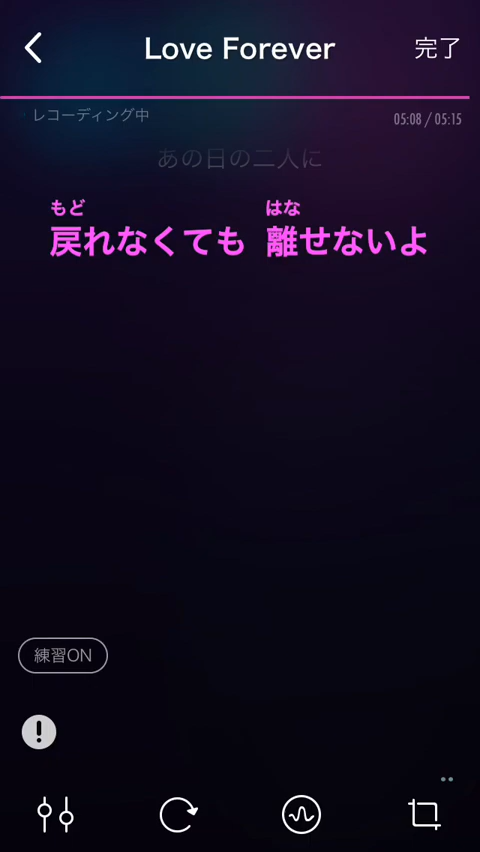 Love Forever
完了
レコーディング中
05:08 / 05:15
あの日の二人に
もど はな
戻れなくても 離せないよ
練習ON